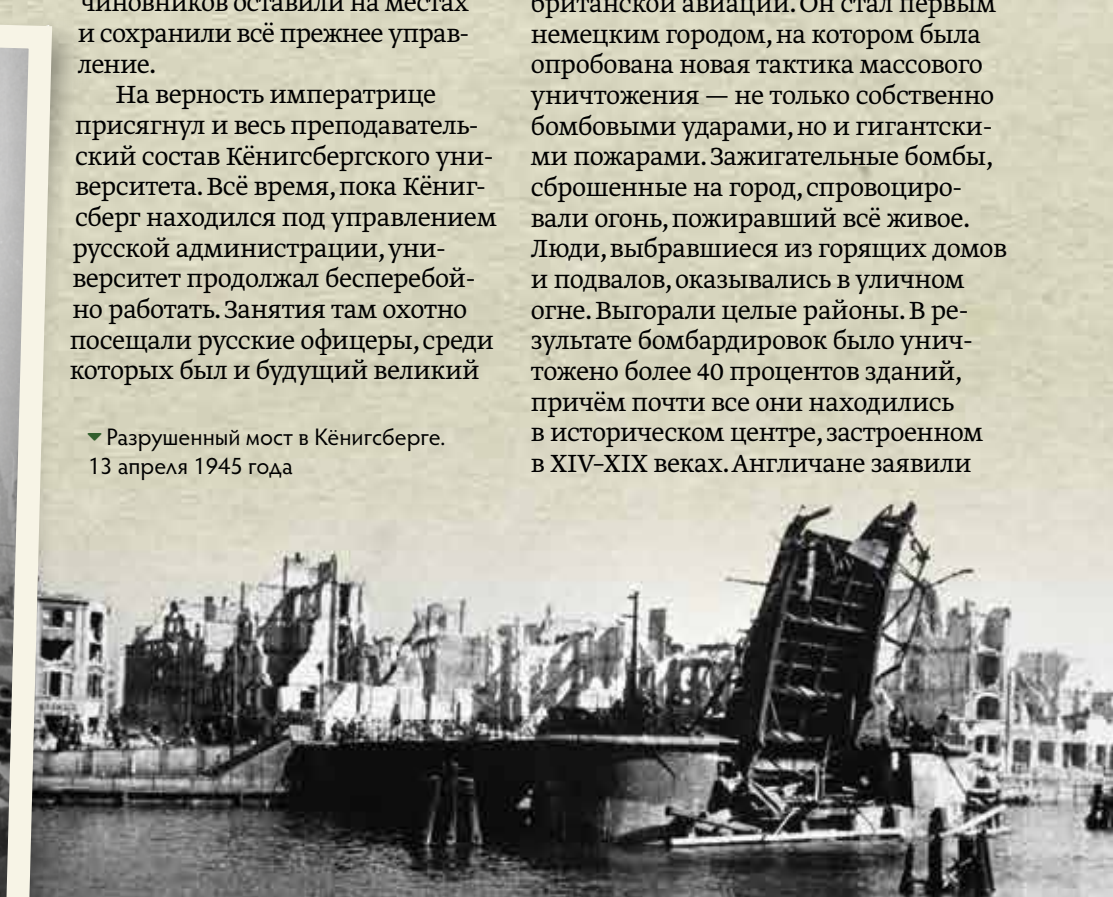 чиновников оставили на местах
и сохранили всё прежнее управ-
ление.
На верность императрице
присягнул и весь преподаватель-
ский состав Кёнигсбергского уни-
верситета. Всё время, пока Кёниг-
сберг находился под управлением
русской администрации, уни-
верситет продолжал бесперебой-
но работать. Занятия там охотно
посещали русские офицеры, среди
которых был и будущий великий
Разрушенный мост в Кёнигсберге.
13 апреля 1945 года
британской авиации. Он стал первым
немецким городом, на котором была
опробована новая тактика массового
уничтожения — не только собственно
бомбовыми ударами, но и гигантски-
ми пожарами. Зажигательные бомбы,
сброшенные на город, спровоциро-
вали огонь, пожиравший всё живое.
Люди, выбравшиеся из горящих домов
и подвалов, оказывались в уличном
огне. Выгорали целые районы. В ре-
зультате бомбардировок было унич-
тожено более 40 процентов зданий,
причём почти все они находились
в историческом центре, застроенном
в XIV–XIX веках. Англичане заявили